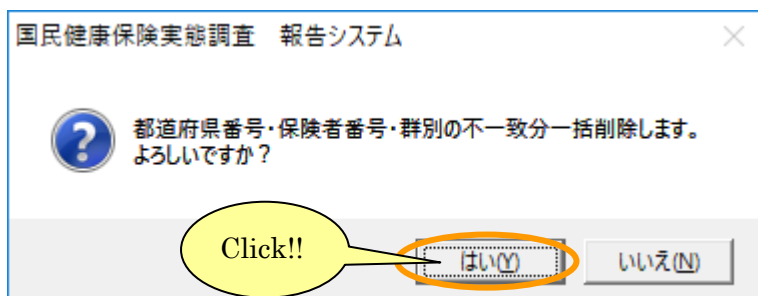 国民健康保険実態調査　報告システム
都道府県番号・保険者番号・群別の不一致分一括削除します。
よろしいですか？
Click!!
はい(Y)
いいえ(N)